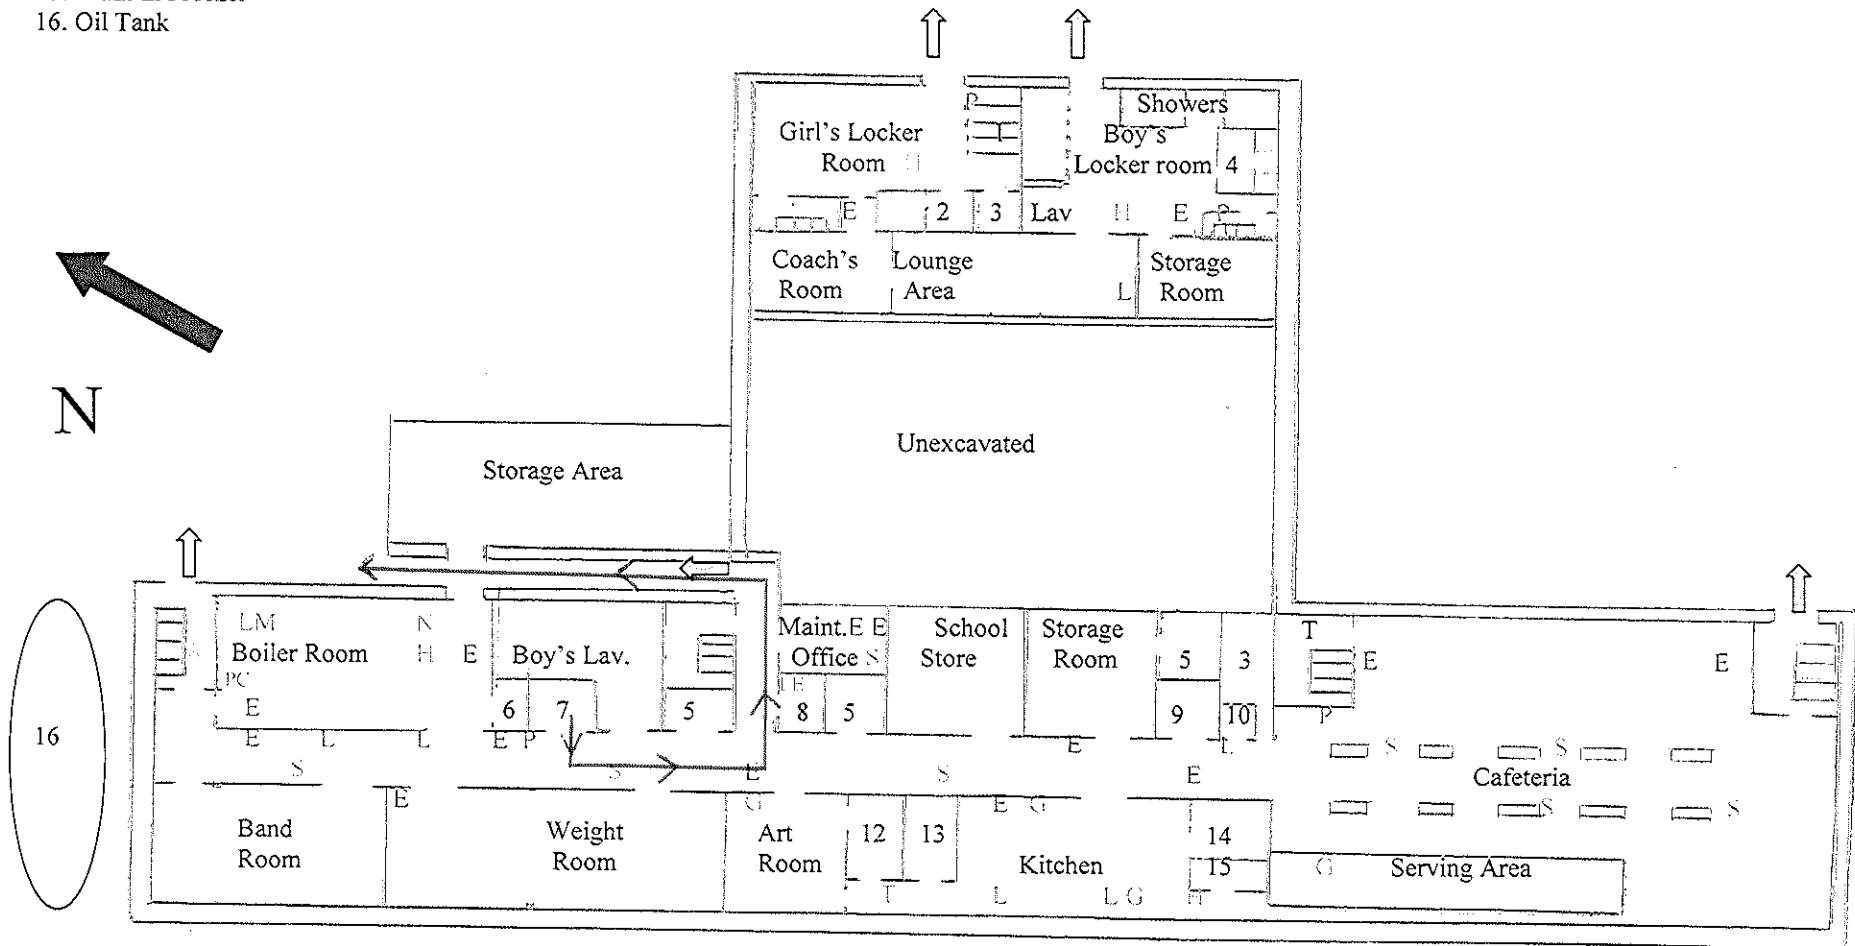 16. Oil Tank
P
Showers
Girl's Locker
Room H
T
Boy's
Locker room 4
E
2
3
Lav
H
E
P
Coach's
Room
Lounge
Area
L
Storage
Room
N
Unexcavated
Storage Area
LM
Boiler Room
N
H
E
PC
E
E
L
L
Boy's Lav.
6
7
5
E P
S
S
L
Maint. E E
Office S
8
5
School
Store
Storage
Room
5
3
9
10
E
L
T
E
P
E
S
S
Cafeteria
S
S
S
E
16
Band
Room
E
Weight
Room
G
Art
Room
12
13
T
E G
Kitchen
L
L G
14
15
T
G
Serving Area